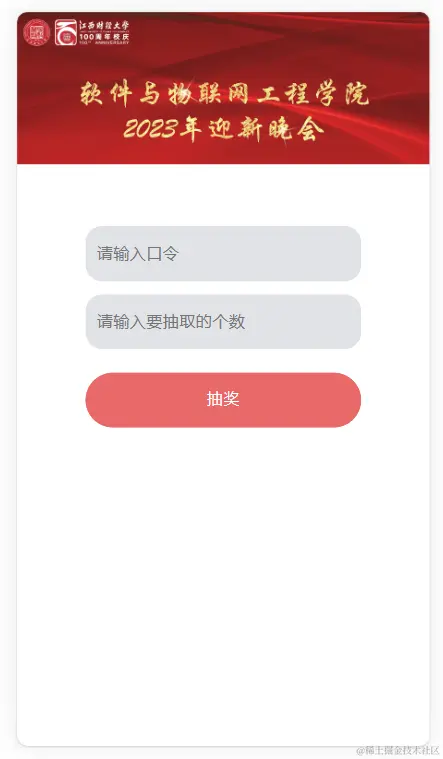 江西财经大学
100周年校庆
100TH ANNIVERSARY
软件与物联网工程学院
2023年迎新晚会
请输入口令
请输入要抽取的个数
抽奖
@稀土掘金技术社区